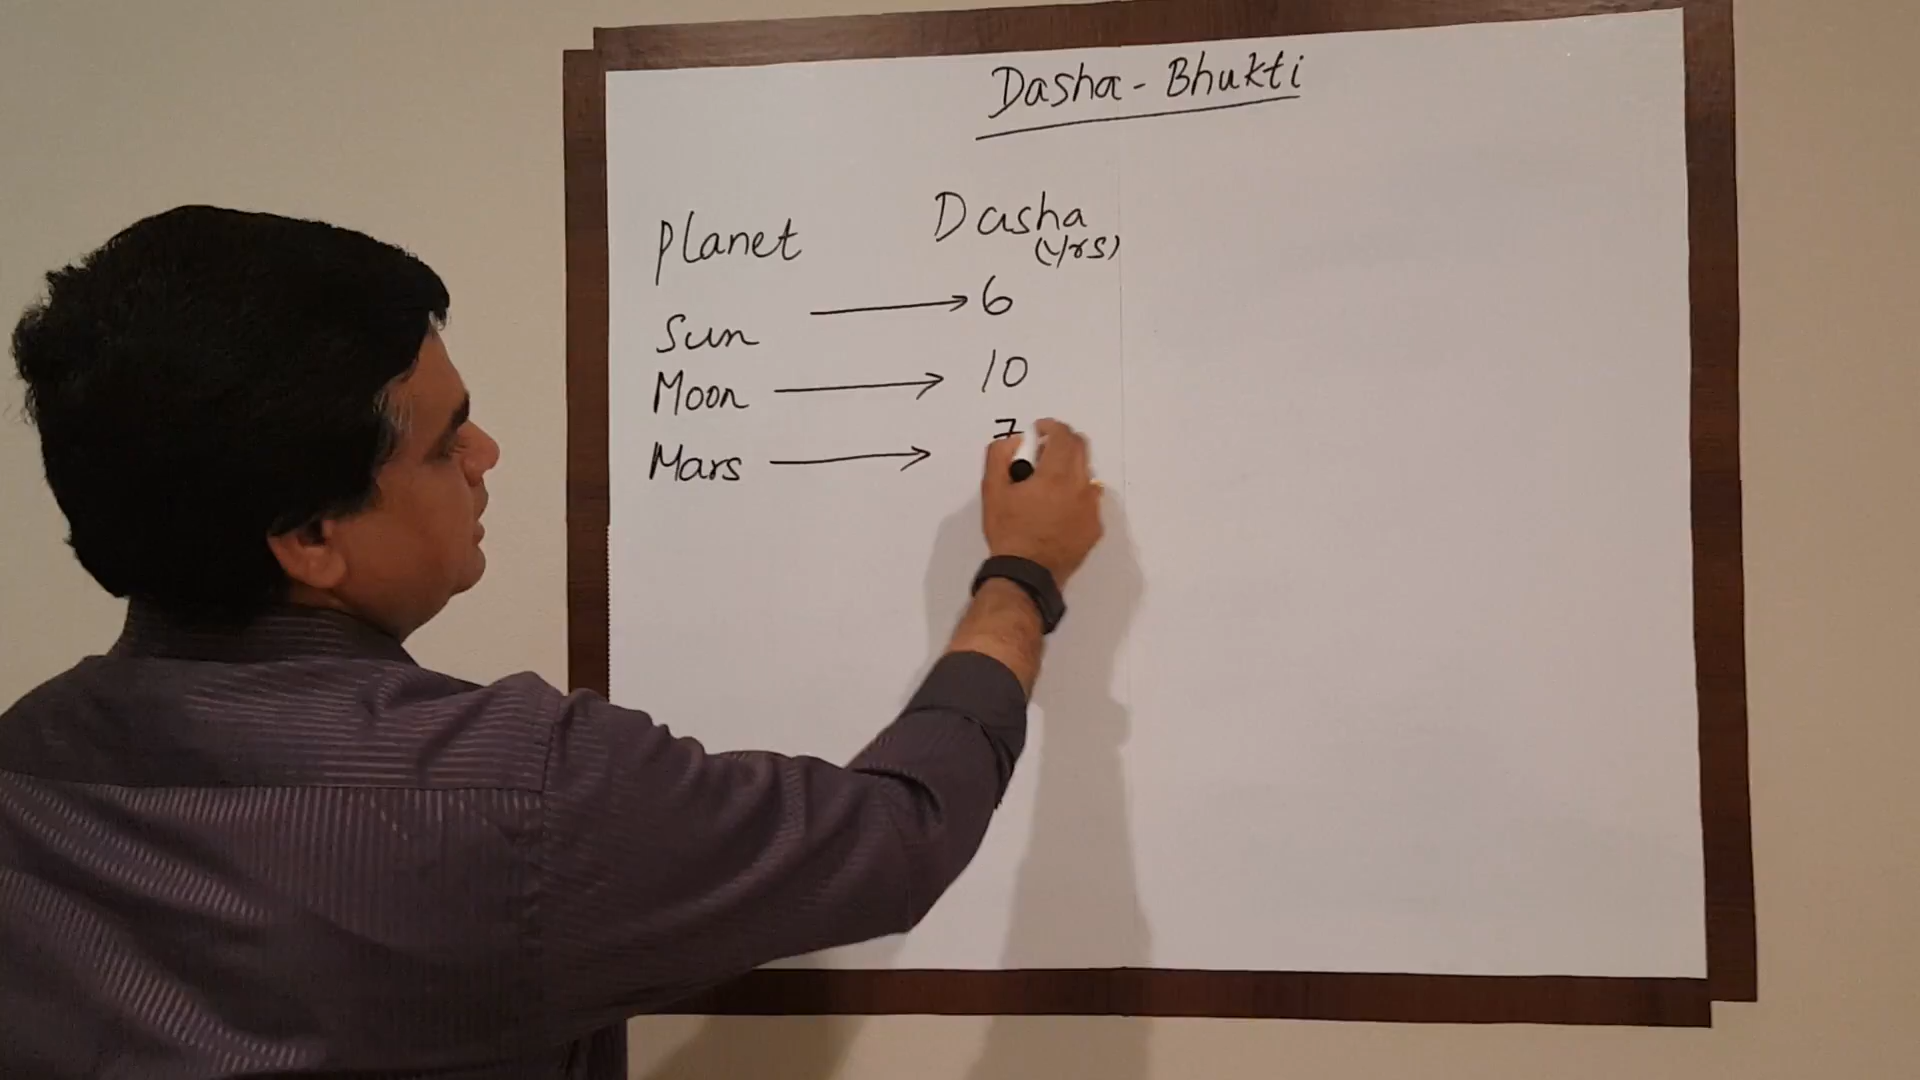 Dasha - Bhukti
Planet Dasha
(Yrs)
Sun → 6
Moon → 10
Mars → 7